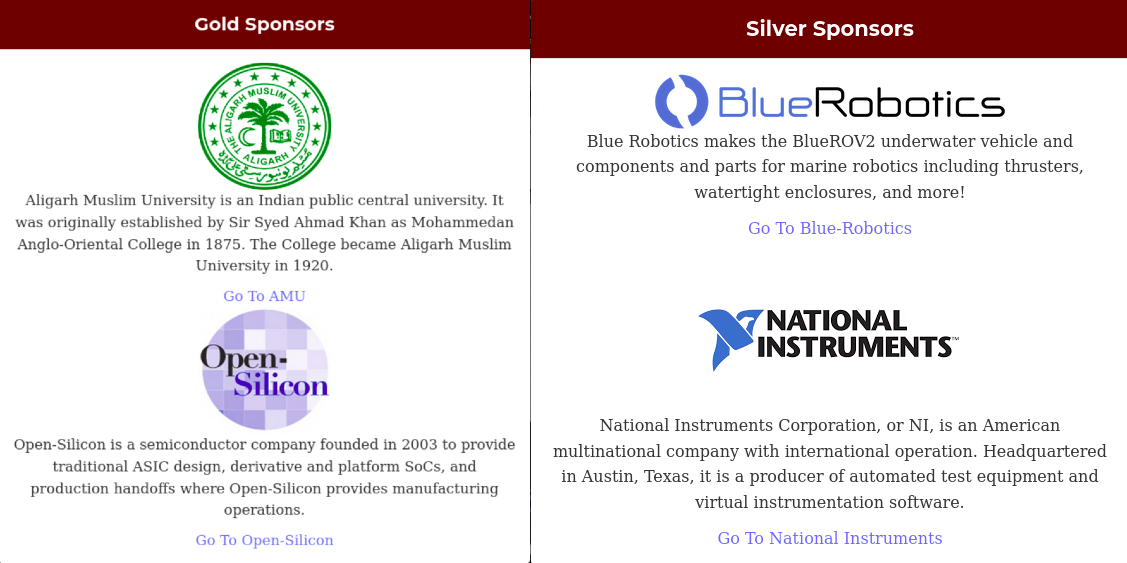 Gold Sponsors
THE ALIGARH MUSLIM UNIVERSITY
ALIGARH
Aligarh Muslim University is an Indian public central university. It
was originally established by Sir Syed Ahmad Khan as Mohammedan
Anglo-Oriental College in 1875. The College became Aligarh Muslim
University in 1920.
Go To AMU
Open-
Silicon
Open-Silicon is a semiconductor company founded in 2003 to provide
traditional ASIC design, derivative and platform SoCs, and
production handoffs where Open-Silicon provides manufacturing
operations.
Go To Open-Silicon
Silver Sponsors
BlueRobotics
Blue Robotics makes the BlueROV2 underwater vehicle and
components and parts for marine robotics including thrusters,
watertight enclosures, and more!
Go To Blue-Robotics
NATIONAL
INSTRUMENTS™
National Instruments Corporation, or NI, is an American
multinational company with international operation. Headquartered
in Austin, Texas, it is a producer of automated test equipment and
virtual instrumentation software.
Go To National Instruments